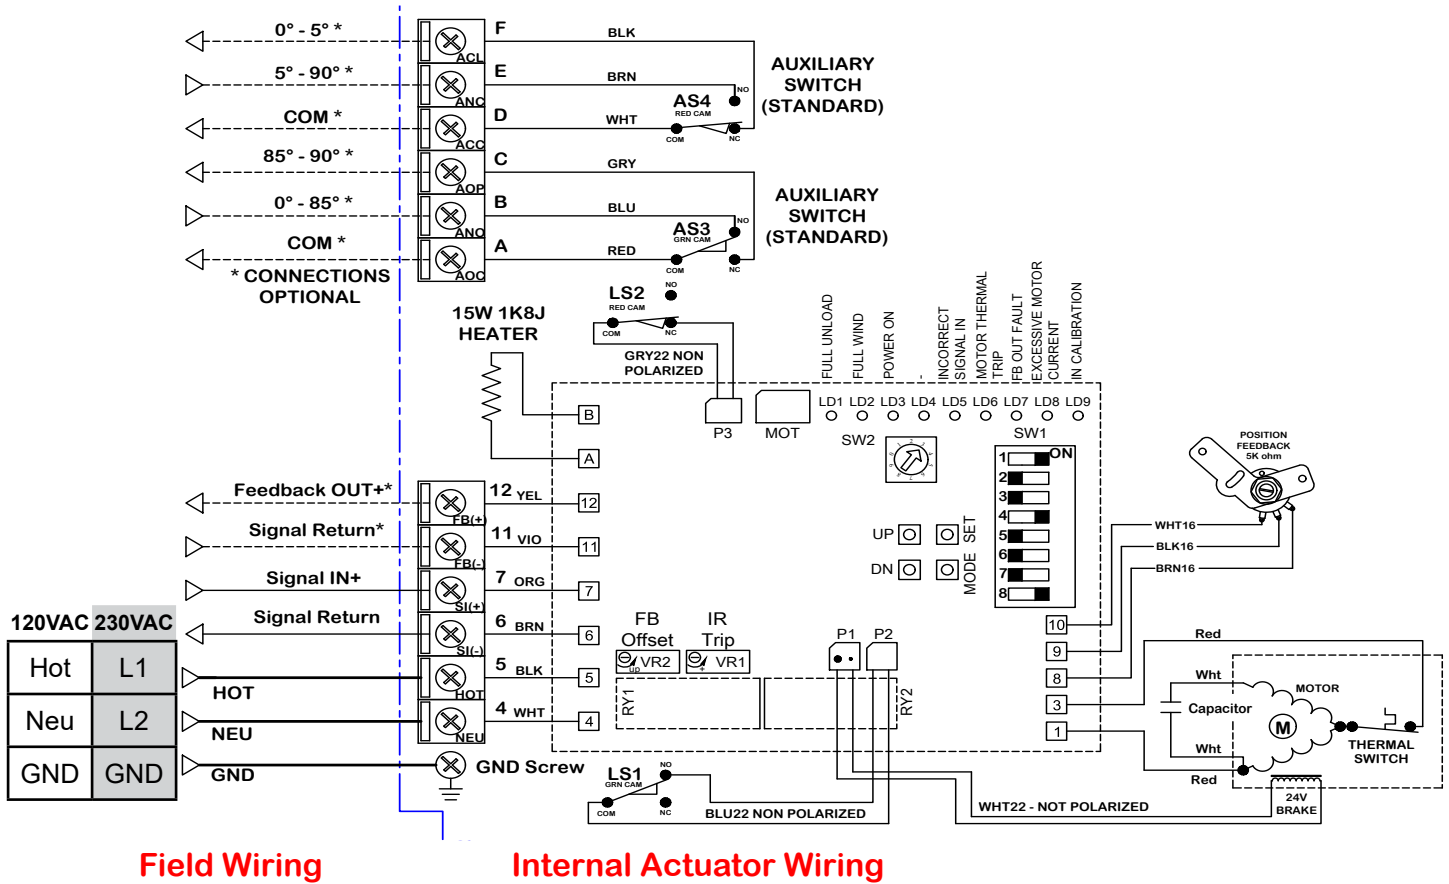 0° - 5° *
ACL
F
BLK
5° - 90° *
ANC
E
BRN
NO
AUXILIARY
SWITCH
(STANDARD)
COM *
ACC
D
WHT
AS4
RED CAM
COM
NC
85° - 90° *
AOP
C
GRY
0° - 85° *
ANO
B
BLU
NO
AUXILIARY
SWITCH
(STANDARD)
COM *
AOC
A
RED
AS3
GRN CAM
COM
NC
* CONNECTIONS
OPTIONAL
LS2
RED CAM
NO
COM
NC
GRY22 NON
POLARIZED
15W 1K8J
HEATER
FULL UNLOAD
FULL WIND
POWER ON
-
INCORRECT
SIGNAL IN
MOTOR THERMAL
TRIP
FB OUT FAULT
EXCESSIVE MOTOR
CURRENT
IN CALIBRATION
LD1 LD2 LD3 LD4 LD5 LD6 LD7 LD8 LD9
B
A
P3
MOT
SW2
SW1
ON
1
2
3
4
5
6
7
8
UP
DN
SET
MODE
POSITION
FEEDBACK
5K ohm
WHT16
BLK16
BRN16
Feedback OUT+*
FB(+)
12 YEL
12
Signal Return*
FB(-)
11 VIO
11
Signal IN+
SI(+)
7 ORG
7
Signal Return
SI(-)
6 BRN
6
120VAC 230VAC
Hot L1
Neu L2
GND GND
HOT
HOT
5 BLK
5
NEU
NEU
4 WHT
4
GND
GND Screw
FB
Offset
IR
Trip
VR2
up
VR1
+
RY1
RY2
P1
P2
10
9
8
3
1
Red
Wht
Capacitor
Wht
Red
MOTOR
M
THERMAL
SWITCH
24V
BRAKE
LS1
GRN CAM
NO
COM
NC
BLU22 NON POLARIZED
WHT22 - NOT POLARIZED
Field Wiring
Internal Actuator Wiring